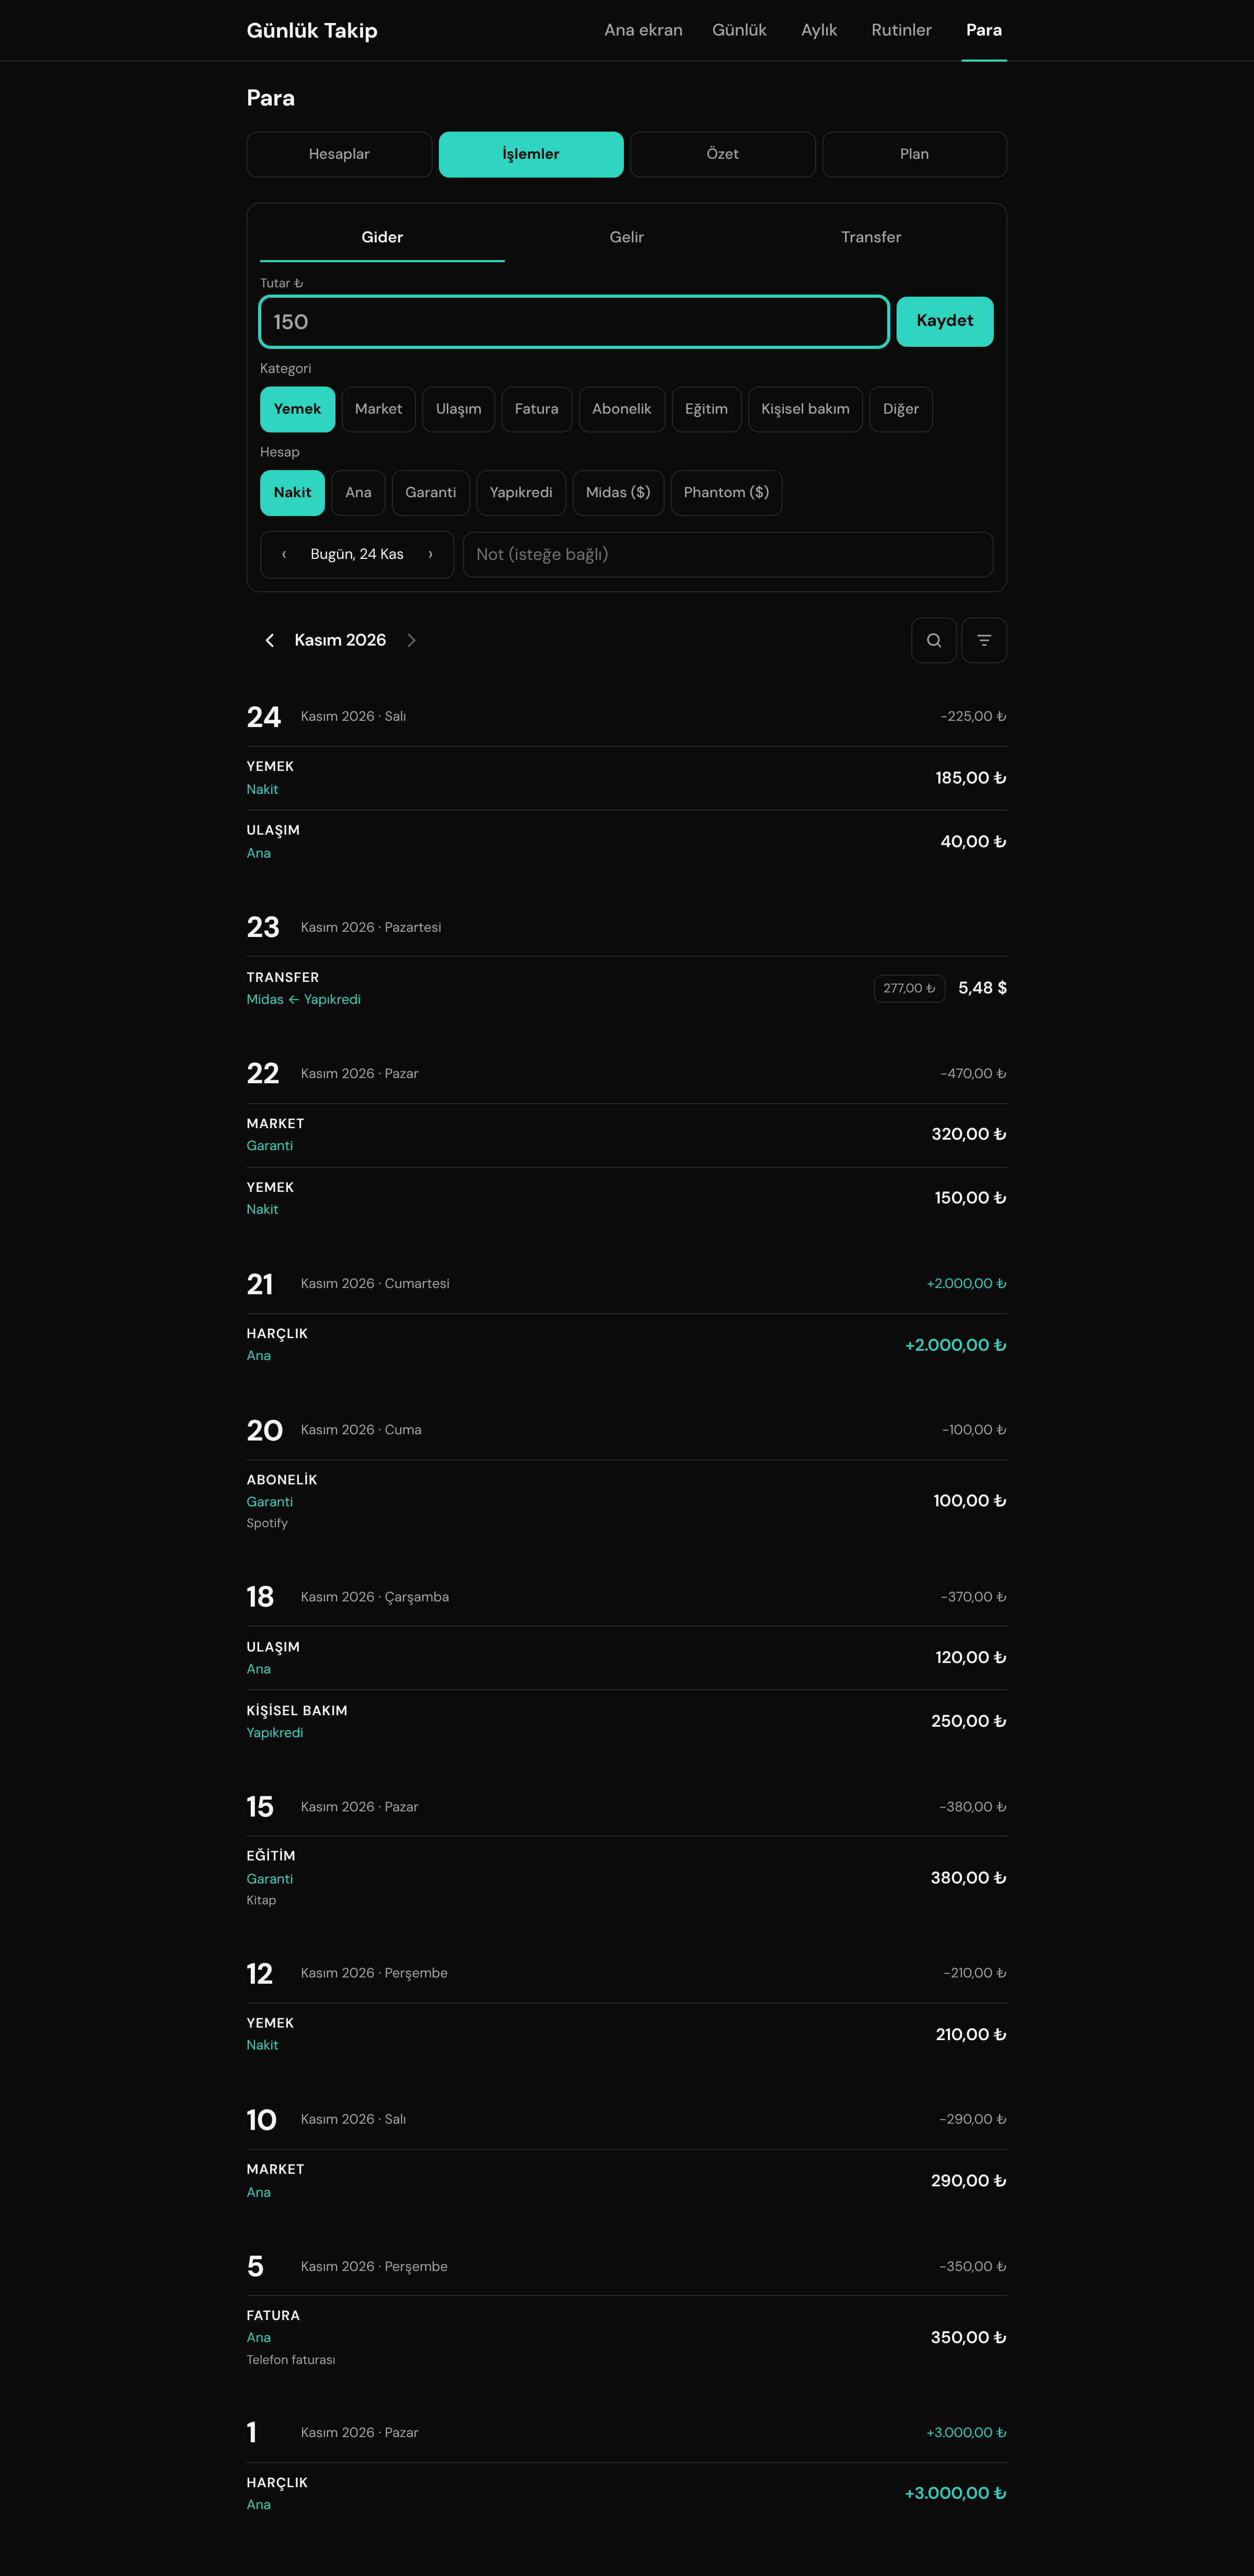 Günlük Takip
Ana ekran Günlük Aylık Rutinler Para
Para
Hesaplar İşlemler Özet Plan
Gider Gelir Transfer
Tutar ₺
150 Kaydet
Kategori
Yemek Market Ulaşım Fatura Abonelik Eğitim Kişisel bakım Diğer
Hesap
Nakit Ana Garanti Yapıkredi Midas ($) Phantom ($)
‹ Bugün, 24 Kas › Not (isteğe bağlı)
Kasım 2026
24 Kasım 2026 · Salı -225,00 ₺
YEMEK
Nakit
185,00 ₺
ULAŞIM
Ana
40,00 ₺
23 Kasım 2026 · Pazartesi
TRANSFER
Midas ← Yapıkredi
277,00 ₺ 5,48 $
22 Kasım 2026 · Pazar -470,00 ₺
MARKET
Garanti
320,00 ₺
YEMEK
Nakit
150,00 ₺
21 Kasım 2026 · Cumartesi +2.000,00 ₺
HARÇLIK
Ana
+2.000,00 ₺
20 Kasım 2026 · Cuma -100,00 ₺
ABONELİK
Garanti
Spotify
100,00 ₺
18 Kasım 2026 · Çarşamba -370,00 ₺
ULAŞIM
Ana
120,00 ₺
KİŞİSEL BAKIM
Yapıkredi
250,00 ₺
15 Kasım 2026 · Pazar -380,00 ₺
EĞİTİM
Garanti
Kitap
380,00 ₺
12 Kasım 2026 · Perşembe -210,00 ₺
YEMEK
Nakit
210,00 ₺
10 Kasım 2026 · Salı -290,00 ₺
MARKET
Ana
290,00 ₺
5 Kasım 2026 · Perşembe -350,00 ₺
FATURA
Ana
Telefon faturası
350,00 ₺
1 Kasım 2026 · Pazar +3.000,00 ₺
HARÇLIK
Ana
+3.000,00 ₺